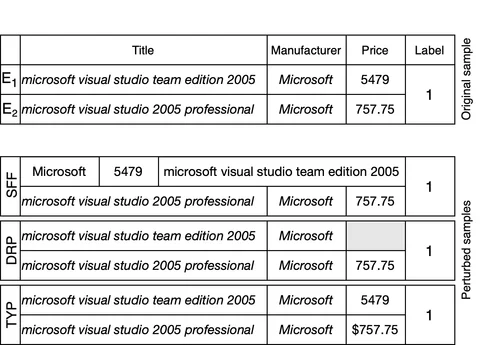 Title Manufacturer Price Label
E1 microsoft visual studio team edition 2005 Microsoft 5479
1
E2 microsoft visual studio 2005 professional Microsoft 757.75
Original sample
SFF
Microsoft 5479 microsoft visual studio team edition 2005
1
microsoft visual studio 2005 professional Microsoft 757.75
DRP
microsoft visual studio team edition 2005 Microsoft
1
microsoft visual studio 2005 professional Microsoft 757.75
TYP
microsoft visual studio team edition 2005 Microsoft 5479
1
microsoft visual studio 2005 professional Microsoft $757.75
Perturbed samples